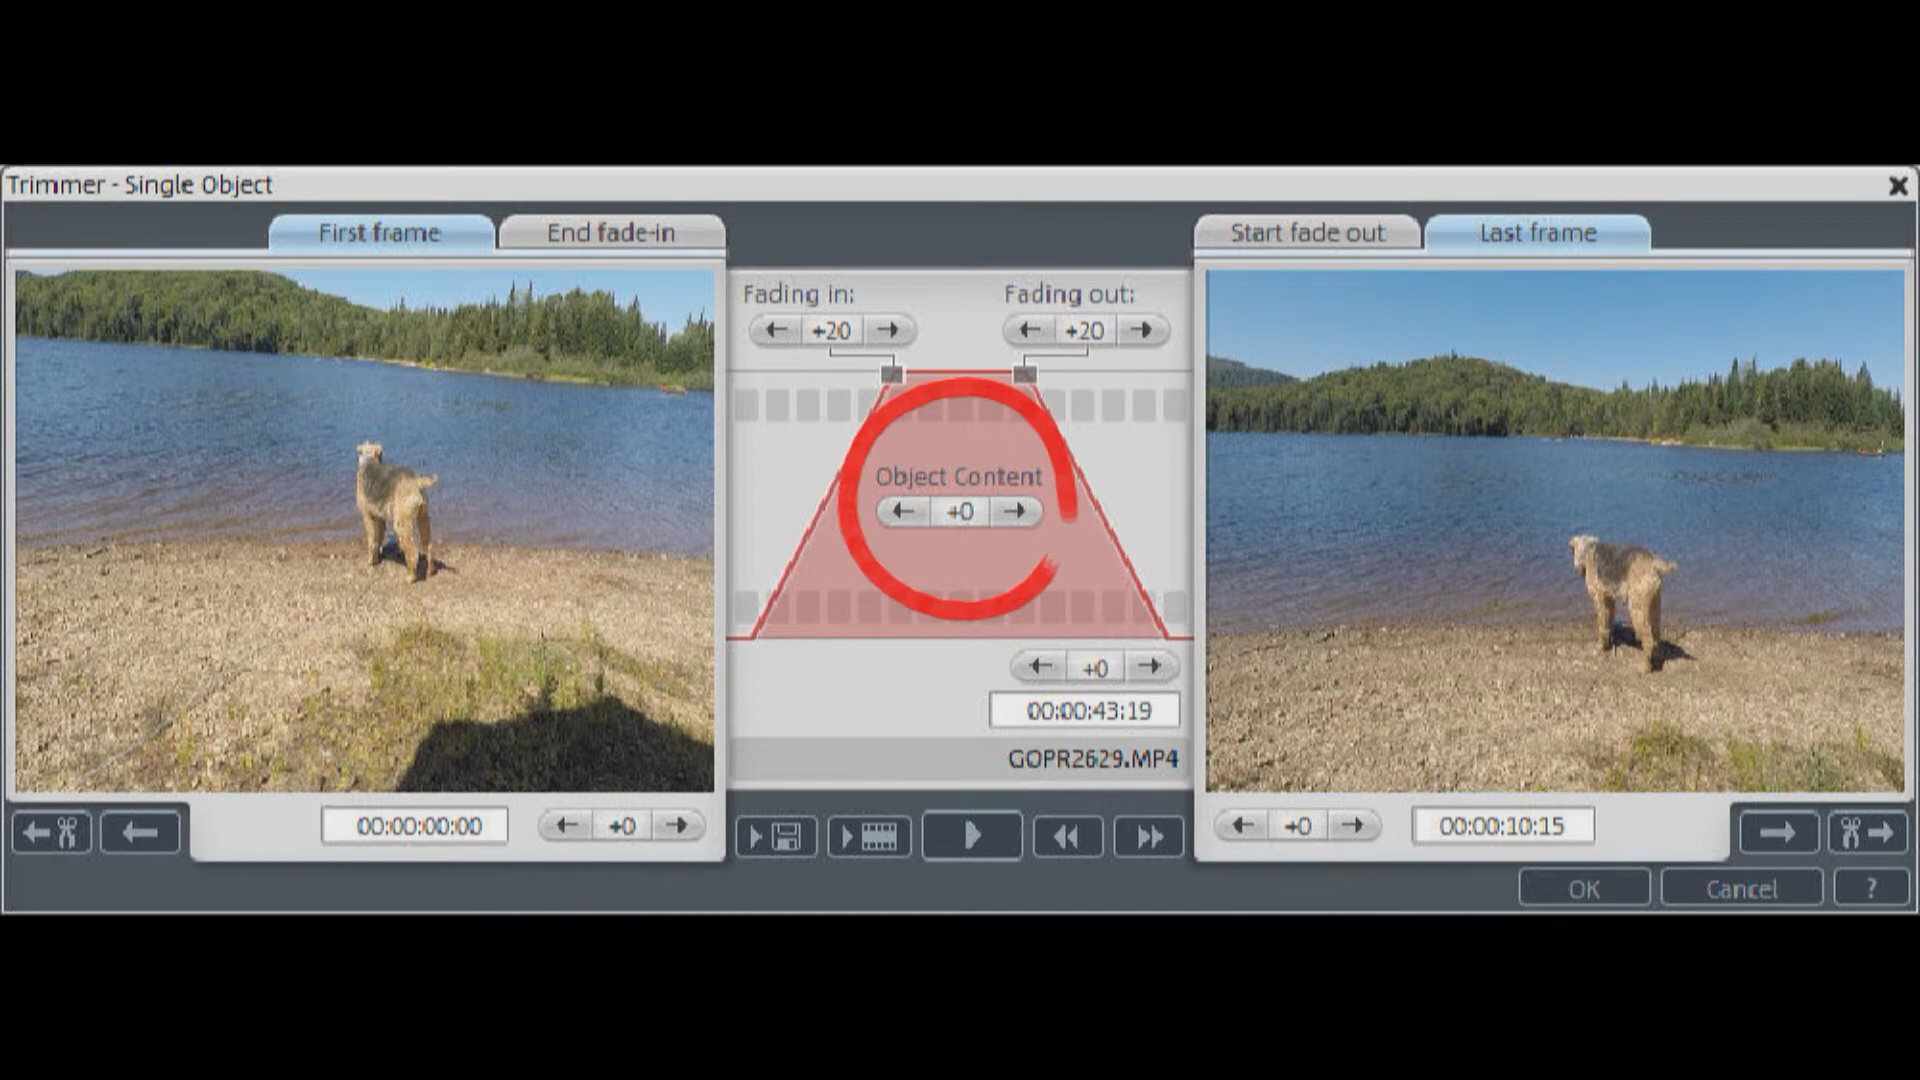 Trimmer - Single Object
First frame
End fade-in
Start fade out
Last frame
Fading in:
Fading out:
+20
+20
Object Content
+0
+0
00:00:43:19
GOPR2629.MP4
00:00:00:00
+0
+0
00:00:10:15
OK
Cancel
?